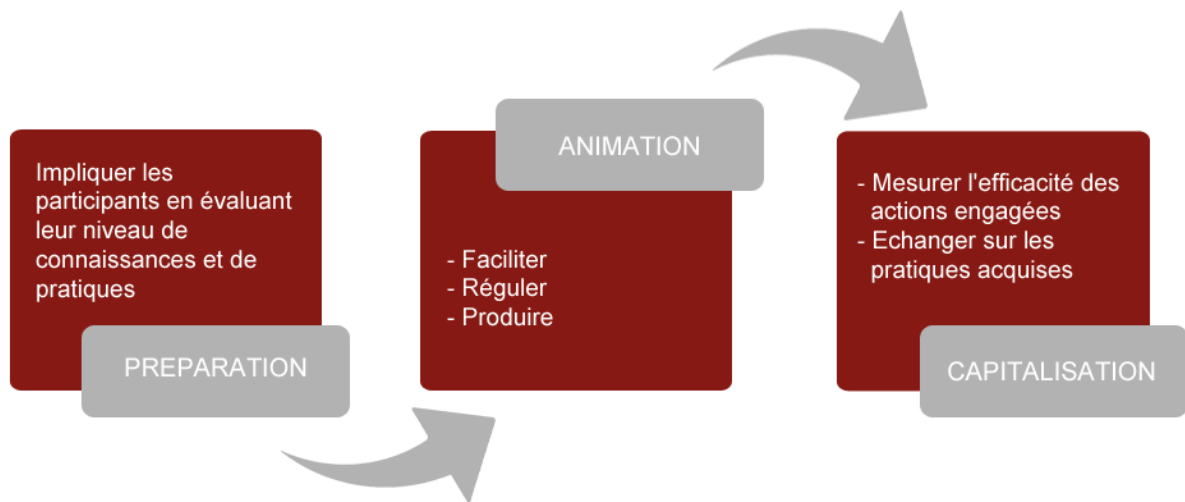 Impliquer les
participants en évaluant
leur niveau de
connaissances et de
pratiques
PREPARATION
ANIMATION
- Faciliter
- Réguler
- Produire
- Mesurer l'efficacité des
actions engagées
- Echanger sur les
pratiques acquises
CAPITALISATION